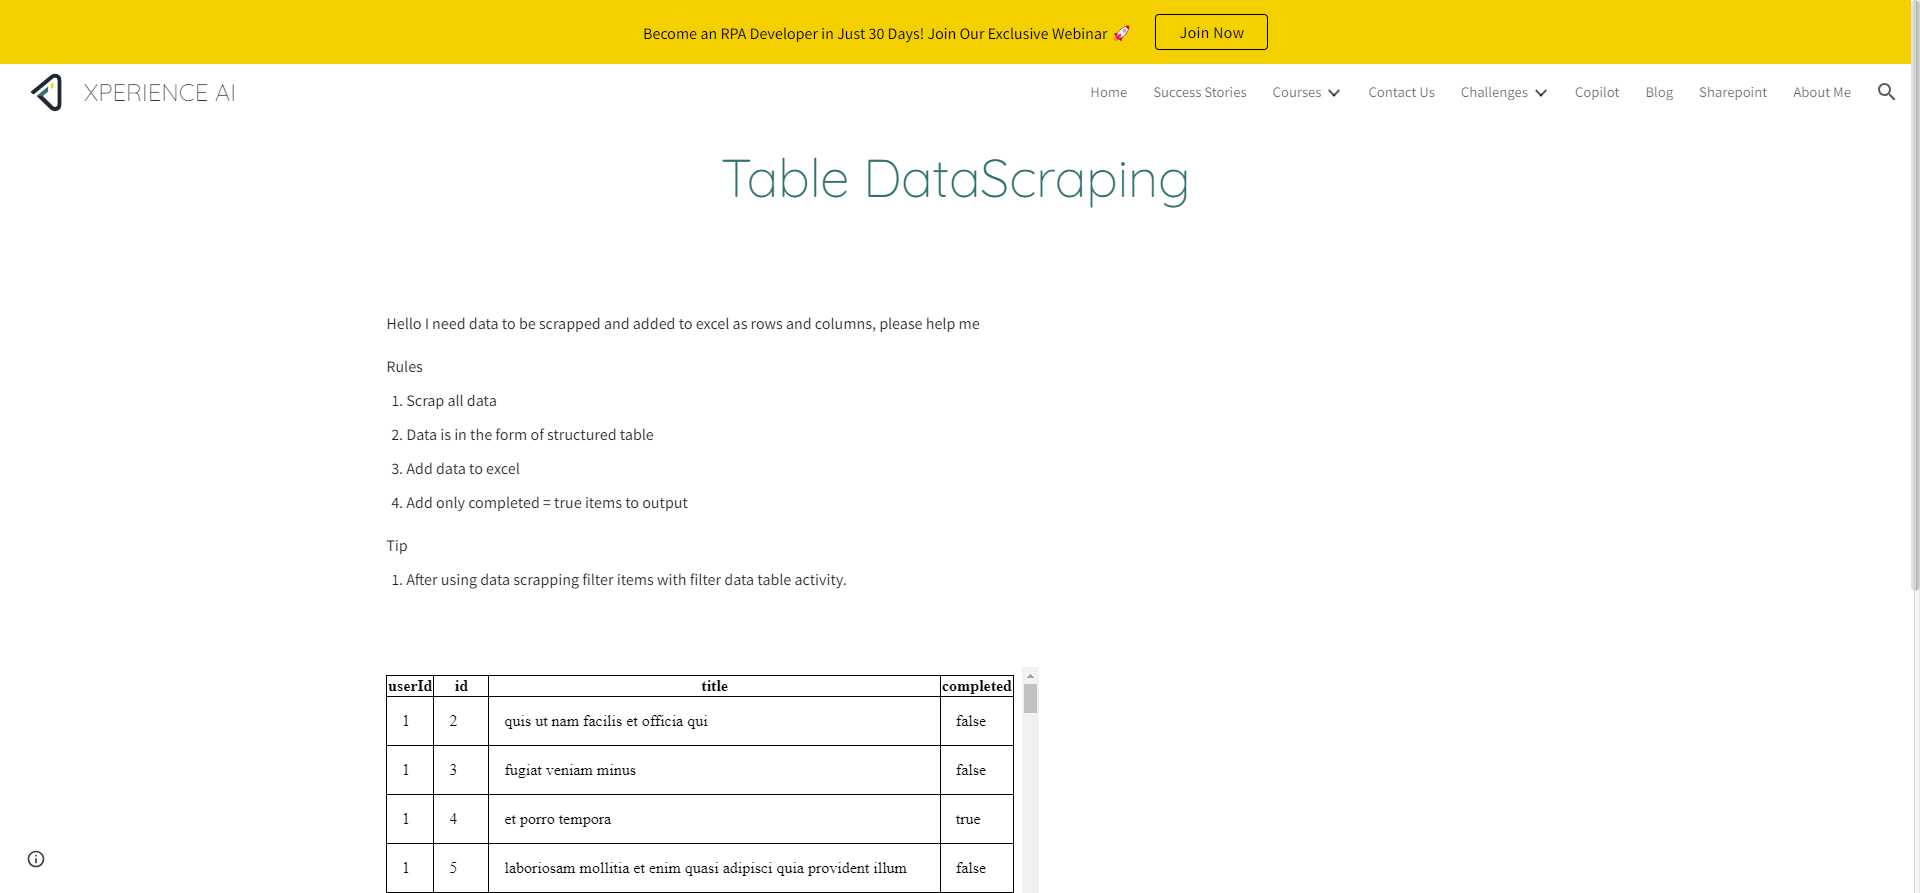 Become an RPA Developer in Just 30 Days! Join Our Exclusive Webinar 🚀 Join Now
XPERIENCE AI
Home Success Stories Courses Contact Us Challenges Copilot Blog Sharepoint About Me
Table DataScraping
Hello I need data to be scrapped and added to excel as rows and columns, please help me
Rules
1. Scrap all data
2. Data is in the form of structured table
3. Add data to excel
4. Add only completed = true items to output
Tip
1. After using data scrapping filter items with filter data table activity.
userId id title completed
1 2 quis ut nam facilis et officia qui false
1 3 fugiat veniam minus false
1 4 et porro tempora true
1 5 laboriosam mollitia et enim quasi adipisci quia provident illum false